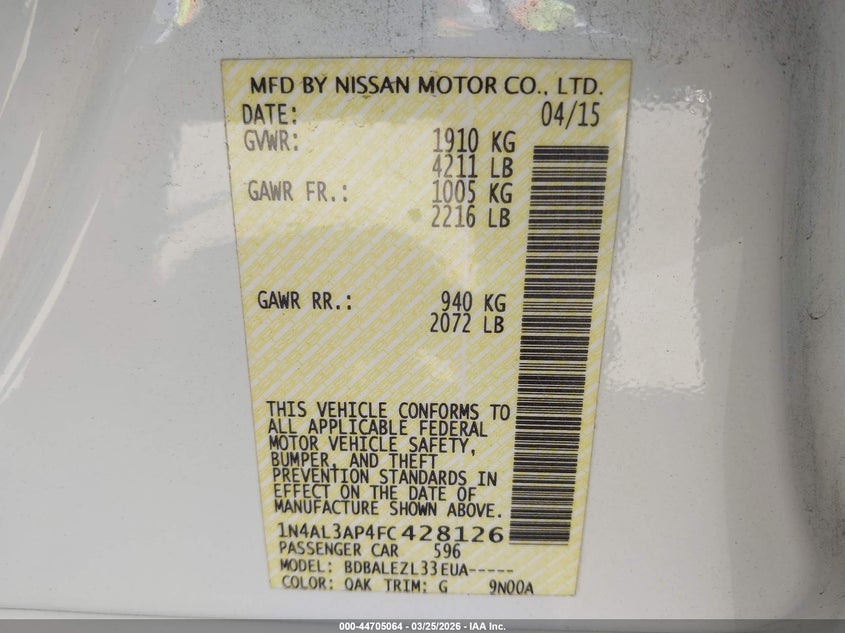 MFD BY NISSAN MOTOR CO., LTD.
DATE: 04/15
GVWR: 1910 KG
4211 LB
GAWR FR.: 1005 KG
2216 LB
GAWR RR.: 940 KG
2072 LB
THIS VEHICLE CONFORMS TO
ALL APPLICABLE FEDERAL
MOTOR VEHICLE SAFETY,
BUMPER, AND THEFT
PREVENTION STANDARDS IN
EFFECT ON THE DATE OF
MANUFACTURE SHOWN ABOVE.
1N4AL3AP4FC428126
PASSENGER CAR 596
MODEL: BDBALEZL33EUA-----
COLOR: QAK TRIM: G 9N00A
000-44705064 - 03/25/2026 - IAA Inc.